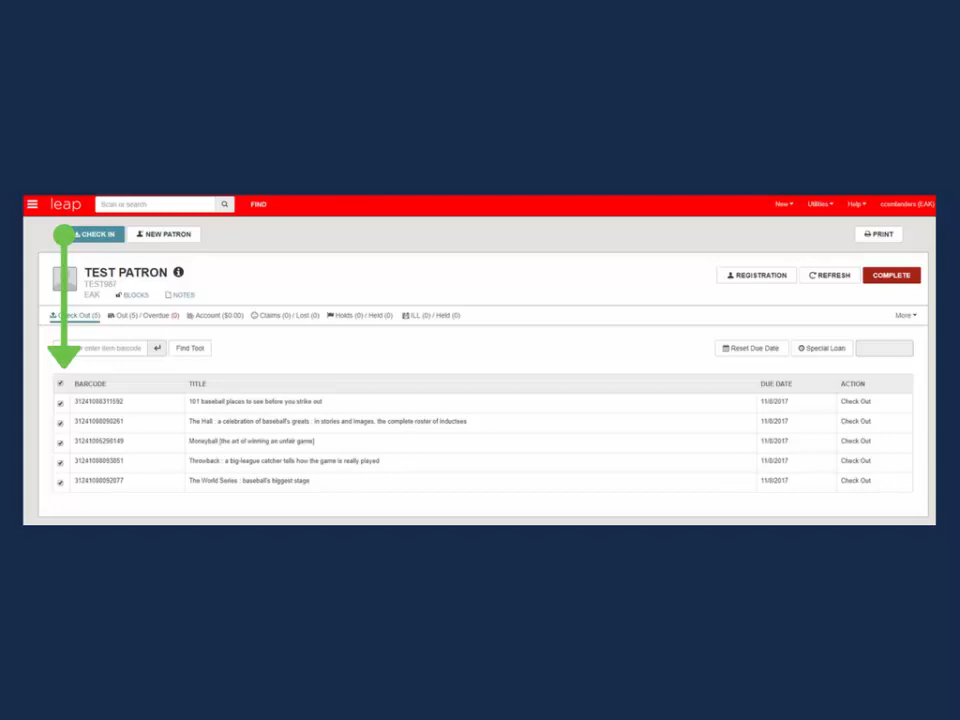 leap Scan or search FIND New Utilities Help ccomlanders (EAK)
CHECK IN NEW PATRON PRINT
TEST PATRON
TEST987
EAK BLOCKS NOTES REGISTRATION REFRESH COMPLETE
Out (5) Out (5) / Overdue (0) Account ($0.00) Claims (0) / Lost (0) Holds (0) / Held (0) ILL (0) / Held (0) More
enter item barcode Find Tool Reset Due Date Special Loan
BARCODE TITLE DUE DATE ACTION
31241088311592 101 baseball places to see before you strike out 11/8/2017 Check Out
31241088090261 The Hall : a celebration of baseball's greats : in stories and images, the complete roster of inductees 11/8/2017 Check Out
31241086298149 Moneyball [the art of winning an unfair game] 11/8/2017 Check Out
31241088093851 Throwback : a big-league catcher tells how the game is really played 11/8/2017 Check Out
31241088092077 The World Series : baseball's biggest stage 11/8/2017 Check Out